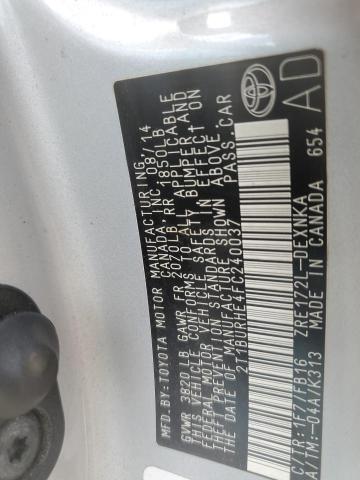 MFD.BY:TOYOTA MOTOR MANUFACTURING
CANADA, INC. 08/14
GVWR 3820LB GAWR FR 2070LB RR 1850LB
THIS VEHICLE CONFORMS TO ALL APPLICABLE
FEDERAL MOTOR VEHICLE SAFETY BUMPER, AND
THEFT PREVENTION STANDARDS IN EFFECT ON
THE DATE OF MANUFACTURE SHOWN ABOVE.
2T1BURHE4FC240037 PASS.CAR
C/TR:1F7/FB16 ZRE172L-DEXNKA
A/TM:-04A/K313 MADE IN CANADA 654
TOYOTA
AD